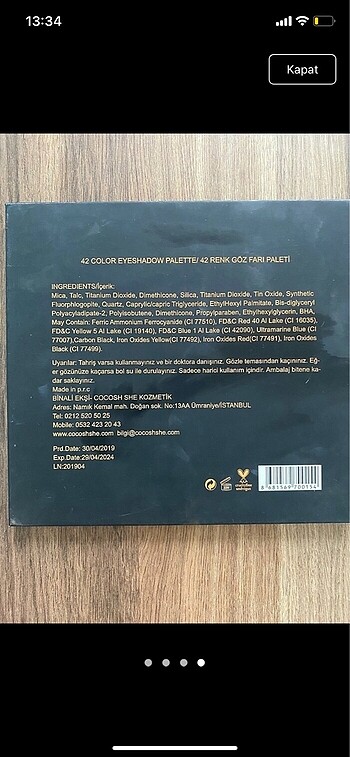 13:34
Kapat
42 COLOR EYESHADOW PALETTE/ 42 RENK GÖZ FARI PALETİ
INGREDIENTS/İçerik:
Mica, Talc, Titanium Dioxide, Dimethicone, Silica, Titanium Dioxide, Tin Oxide, Synthetic
Fluorphlogopite, Quartz, Caprylic/capric Triglyceride, EthylHexyl Palmitate, Bis-diglyceryl
Polyacyladipate-2, Polyisobutene, Dimethicone, Propylparaben, Ethylhexylglycerin, BHA,
May Contain: Ferric Ammonium Ferrocyanide (CI 77510), FD&C Red 40 Al Lake (CI 16035),
FD&C Yellow 5 Al Lake (CI 19140), FD&C Blue 1 Al Lake (CI 42090), Ultramarine Blue (CI
77007),Carbon Black, Iron Oxides Yellow(CI 77492), Iron Oxides Red(CI 77491), Iron Oxides
Black (CI 77499).
Uyarılar: Tahriş varsa kullanmayınız ve bir doktora danışınız. Gözle temasından kaçınınız. Eğ-
er gözünüze kaçarsa bol su ile durulayınız. Sadece harici kullanım içindir. Ambalaj bitene ka-
dar saklayınız.
Made in p.r.c
BİNALİ EKŞİ- COCOSH SHE KOZMETİK
Adres: Namık Kemal mah. Doğan sok. No:13AA Ümraniye/İSTANBUL
Tel: 0212 520 50 25
Mobile: 0532 423 20 43
www.cocoshshe.com bilgi@cocoshshe.com
Prd.Date: 30/04/2019
Exp.Date:29/04/2024
LN:201904
8 681569 700154